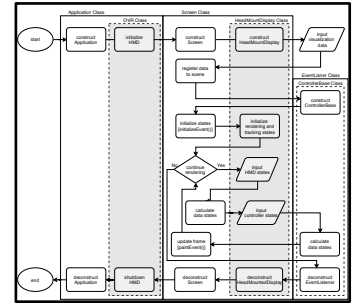 Application Class
Screen Class
OVR Class
HeadMountDisplay Class
start
construct
Application
initialize
HMD
construct
Screen
construct
HeadMountDisplay
input
visualization
data
register data
to scene
EventListner Class
ControllerBase Class
construct
ControllerBase
initialize states
[initializeEvent()]
initialize
rendering and
tracking states
No
continue
rendering
Yes
input
HMD states
calculate
data states
input
controller states
update frame
[paintEvent()]
calculate
data states
end
deconstruct
Application
shutdown
HMD
deconstruct
Screen
deconstruct
HeadMountedDisplay
deconstruct
EventListener